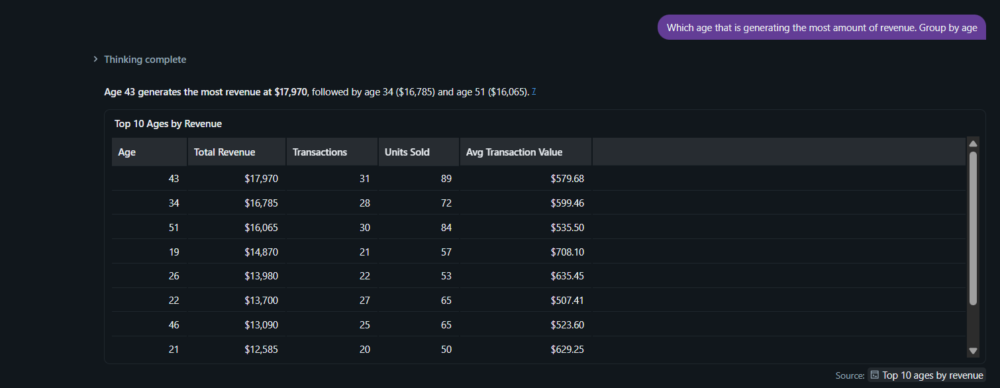 Which age that is generating the most amount of revenue. Group by age
Thinking complete
Age 43 generates the most revenue at $17,970, followed by age 34 ($16,785) and age 51 ($16,065). 7
Top 10 Ages by Revenue
Age Total Revenue Transactions Units Sold Avg Transaction Value
43 $17,970 31 89 $579.68
34 $16,785 28 72 $599.46
51 $16,065 30 84 $535.50
19 $14,870 21 57 $708.10
26 $13,980 22 53 $635.45
22 $13,700 27 65 $507.41
46 $13,090 25 65 $523.60
21 $12,585 20 50 $629.25
Source: Top 10 ages by revenue